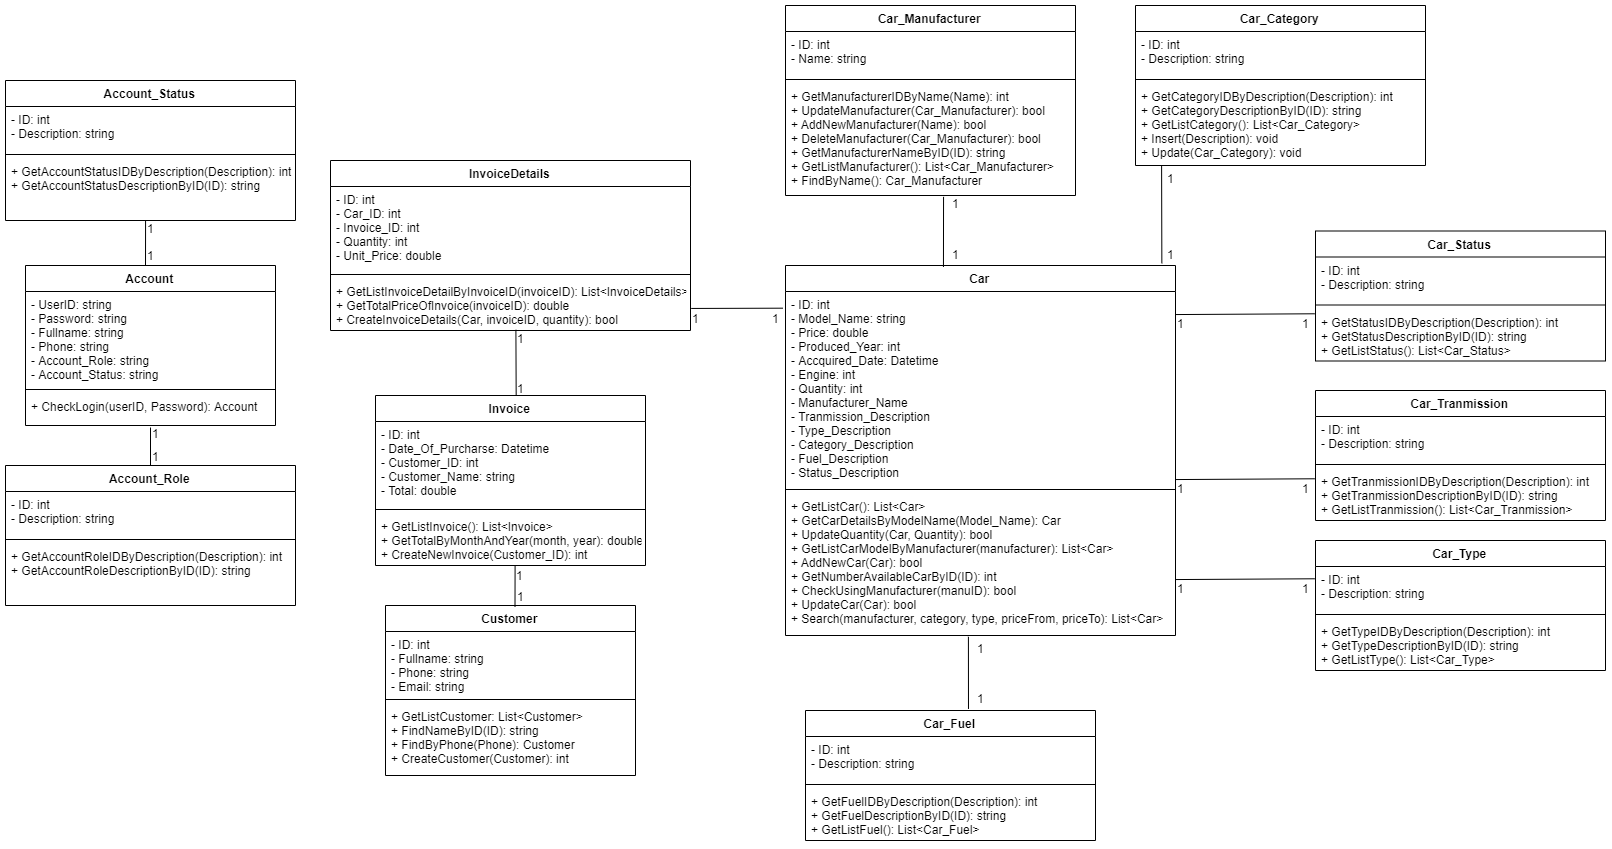 Account_Status
- ID: int
- Description: string
+ GetAccountStatusIDByDescription(Description): int
+ GetAccountStatusDescriptionByID(ID): string
1
1
Account
- UserID: string
- Password: string
- Fullname: string
- Phone: string
- Account_Role: string
- Account_Status: string
+ CheckLogin(userID, Password): Account
1
1
Account_Role
- ID: int
- Description: string
+ GetAccountRoleIDByDescription(Description): int
+ GetAccountRoleDescriptionByID(ID): string
InvoiceDetails
- ID: int
- Car_ID: int
- Invoice_ID: int
- Quantity: int
- Unit_Price: double
+ GetListInvoiceDetailByInvoiceID(invoiceID): List<InvoiceDetails>
+ GetTotalPriceOfInvoice(invoiceID): double
+ CreateInvoiceDetails(Car, invoiceID, quantity): bool
1
1
1
1
Invoice
- ID: int
- Date_Of_Purcharse: Datetime
- Customer_ID: int
- Customer_Name: string
- Total: double
+ GetListInvoice(): List<Invoice>
+ GetTotalByMonthAndYear(month, year): double
+ CreateNewInvoice(Customer_ID): int
1
1
Customer
- ID: int
- Fullname: string
- Phone: string
- Email: string
+ GetListCustomer: List<Customer>
+ FindNameByID(ID): string
+ FindByPhone(Phone): Customer
+ CreateCustomer(Customer): int
Car_Manufacturer
- ID: int
- Name: string
+ GetManufacturerIDByName(Name): int
+ UpdateManufacturer(Car_Manufacturer): bool
+ AddNewManufacturer(Name): bool
+ DeleteManufacturer(Car_Manufacturer): bool
+ GetManufacturerNameByID(ID): string
+ GetListManufacturer(): List<Car_Manufacturer>
+ FindByName(): Car_Manufacturer
1
1
Car_Category
- ID: int
- Description: string
+ GetCategoryIDByDescription(Description): int
+ GetCategoryDescriptionByID(ID): string
+ GetListCategory(): List<Car_Category>
+ Insert(Description): void
+ Update(Car_Category): void
1
1
Car
- ID: int
- Model_Name: string
- Price: double
- Produced_Year: int
- Accquired_Date: Datetime
- Engine: int
- Quantity: int
- Manufacturer_Name
- Tranmission_Description
- Type_Description
- Category_Description
- Fuel_Description
- Status_Description
+ GetListCar(): List<Car>
+ GetCarDetailsByModelName(Model_Name): Car
+ UpdateQuantity(Car, Quantity): bool
+ GetListCarModelByManufacturer(manufacturer): List<Car>
+ AddNewCar(Car): bool
+ GetNumberAvailableCarByID(ID): int
+ CheckUsingManufacturer(manuID): bool
+ UpdateCar(Car): bool
+ Search(manufacturer, category, type, priceFrom, priceTo): List<Car>
1
1
Car_Status
- ID: int
- Description: string
+ GetStatusIDByDescription(Description): int
+ GetStatusDescriptionByID(ID): string
+ GetListStatus(): List<Car_Status>
1
1
Car_Tranmission
- ID: int
- Description: string
+ GetTranmissionIDByDescription(Description): int
+ GetTranmissionDescriptionByID(ID): string
+ GetListTranmission(): List<Car_Tranmission>
1
1
Car_Type
- ID: int
- Description: string
+ GetTypeIDByDescription(Description): int
+ GetTypeDescriptionByID(ID): string
+ GetListType(): List<Car_Type>
1
1
Car_Fuel
- ID: int
- Description: string
+ GetFuelIDByDescription(Description): int
+ GetFuelDescriptionByID(ID): string
+ GetListFuel(): List<Car_Fuel>